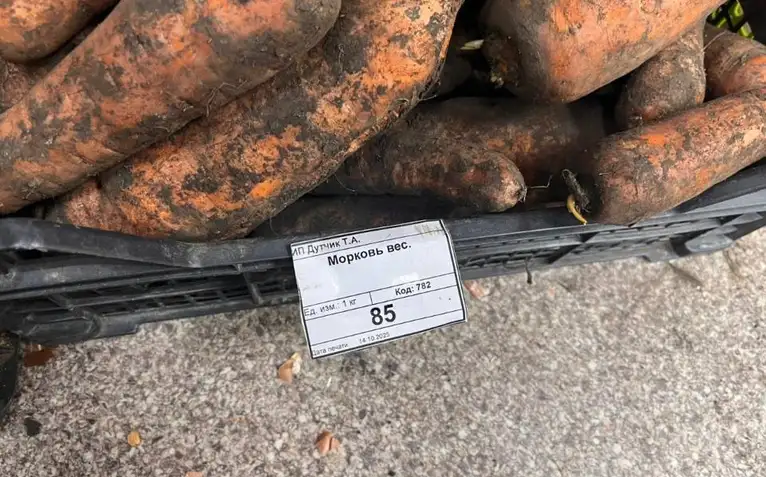 ИП Дутчик Т.А.
Морковь вес.
Ед. изм.: 1 кг Код: 782
85
Дата печати: 14.10.2025